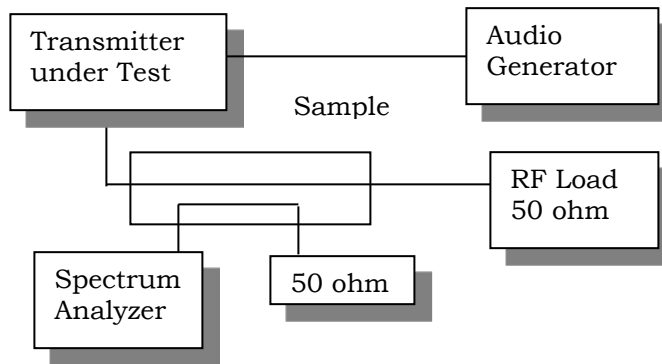 Transmitter
under Test
Audio
Generator
Sample
RF Load
50 ohm
Spectrum
Analyzer
50 ohm